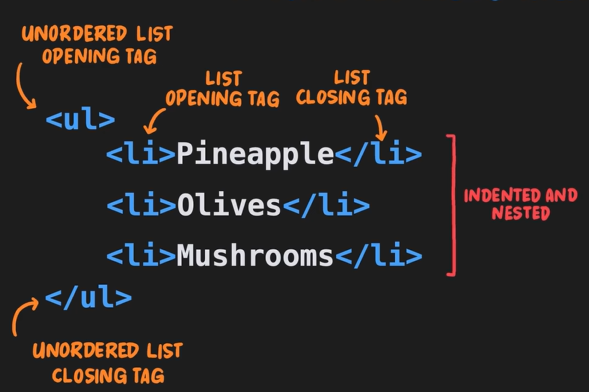 UNORDERED LIST
OPENING TAG
LIST
OPENING TAG
LIST
CLOSING TAG
<ul>
<li>Pineapple</li>
<li>Olives</li>
<li>Mushrooms</li>
INDENTED AND
NESTED
</ul>
UNORDERED LIST
CLOSING TAG